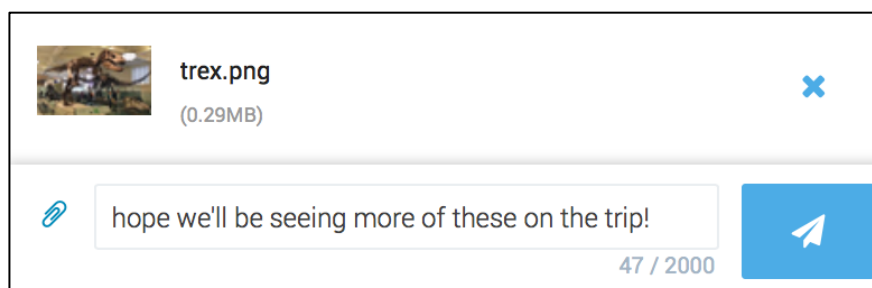 trex.png
(0.29MB)
hope we'll be seeing more of these on the trip!
47 / 2000